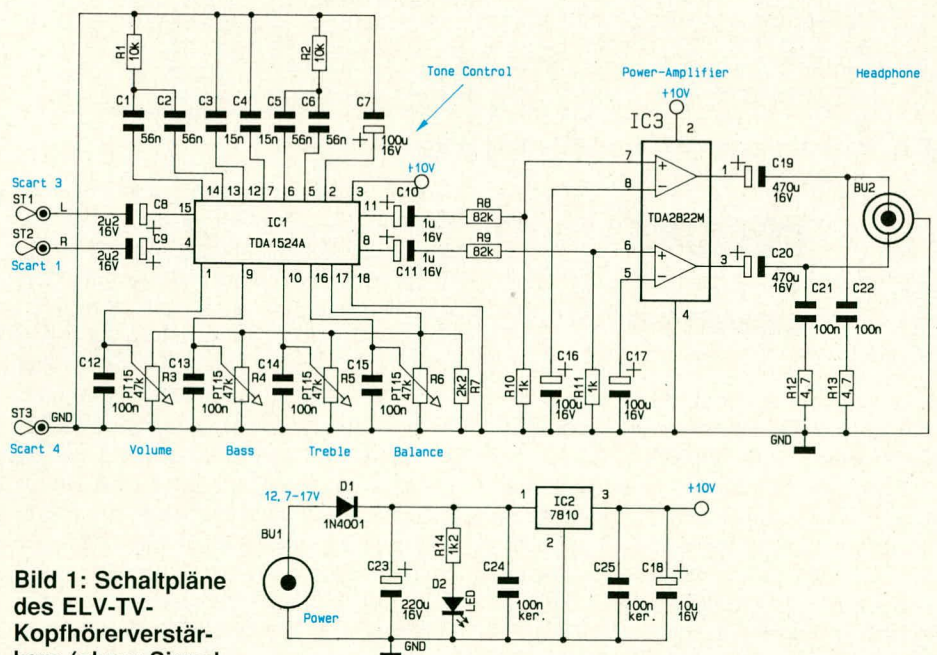 R1
10k
R2
10k
C1
C2
C3
C4
C5
C6
C7
56n
56n
15n
15n
56n
56n
100u
16V
+
Tone Control
Power-Amplifier
+10V
Headphone
IC3
2
Scart 3
ST1
L
C8
2u2
16V
+
15
14
13
12
7
6
5
2
3
+10V
IC1
TDA1524A
11
+
C10
1u
16V
R8
82k
ST2
R
Scart 1
C9
2u2
16V
+
4
8
+
C11
1u
16V
R9
82k
7
+
8
-
TDA2822M
6
+
5
-
4
1
+
C19
470u
16V
BU2
3
+
C20
470u
16V
C21
100n
C22
100n
1
9
10
16
17
18
C12
100n
PT15
47k
R3
C13
100n
PT15
47k
R4
C14
100n
PT15
47k
R5
C15
100n
PT15
47k
R6
2k2
R7
R10
1k
C16
+
100u
16V
R11
1k
C17
+
100u
16V
R12
4,7
R13
4,7
ST3
GND
Scart 4
Volume
Bass
Treble
Balance
GND
12,7-17V
D1
1N4001
BU1
Power
C23
+
220u
16V
R14
1k2
D2
LED
C24
100n
ker.
1
IC2
7810
3
2
C25
100n
ker.
C18
+
10u
16V
+10V
GND
Bild 1: Schaltpläne
des ELV-TV-
Kopfhörerverstär-